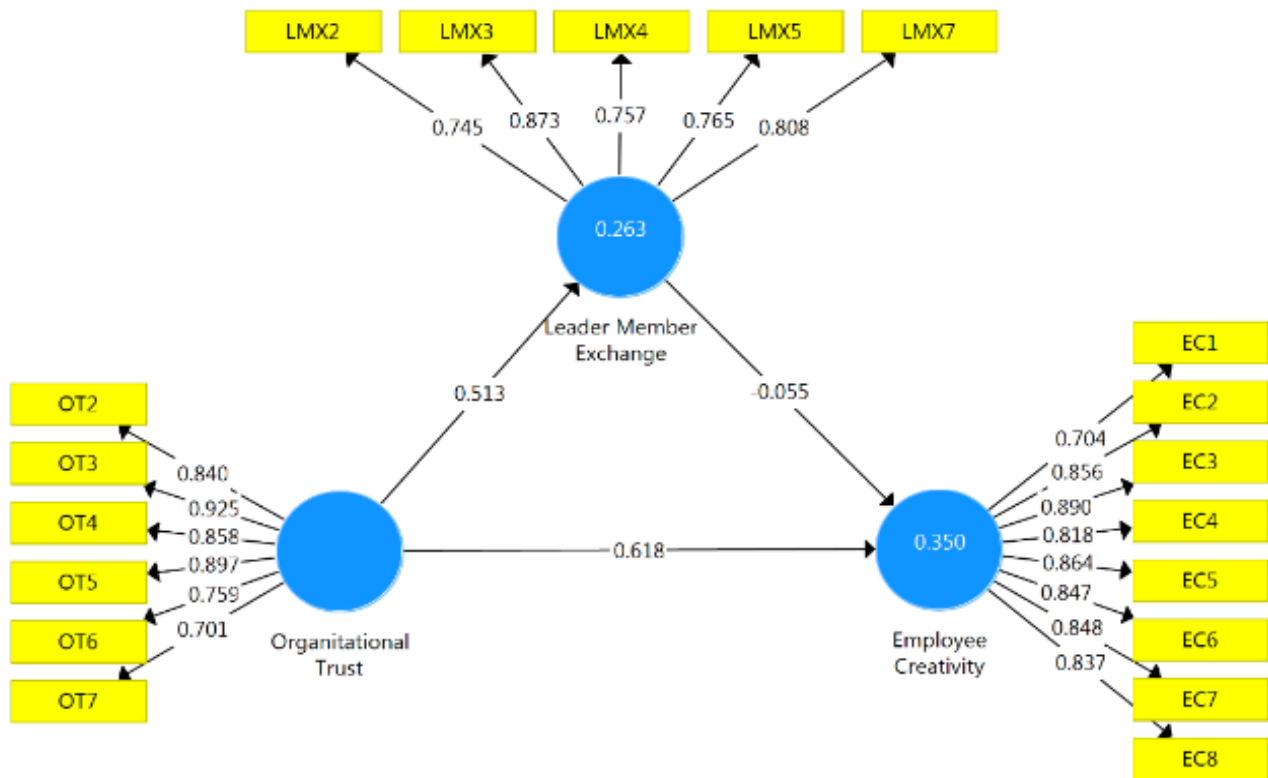 LMX2 LMX3 LMX4 LMX5 LMX7
0.745 0.873 0.757 0.765 0.808
0.263
Leader Member
Exchange
0.513
-0.055
OT2
OT3
OT4
OT5
OT6
OT7
0.840
0.925
0.858
0.897
0.759
0.701
Organitational
Trust
0.618
0.350
Employee
Creativity
0.704
0.856
0.890
0.818
0.864
0.847
0.848
0.837
EC1
EC2
EC3
EC4
EC5
EC6
EC7
EC8